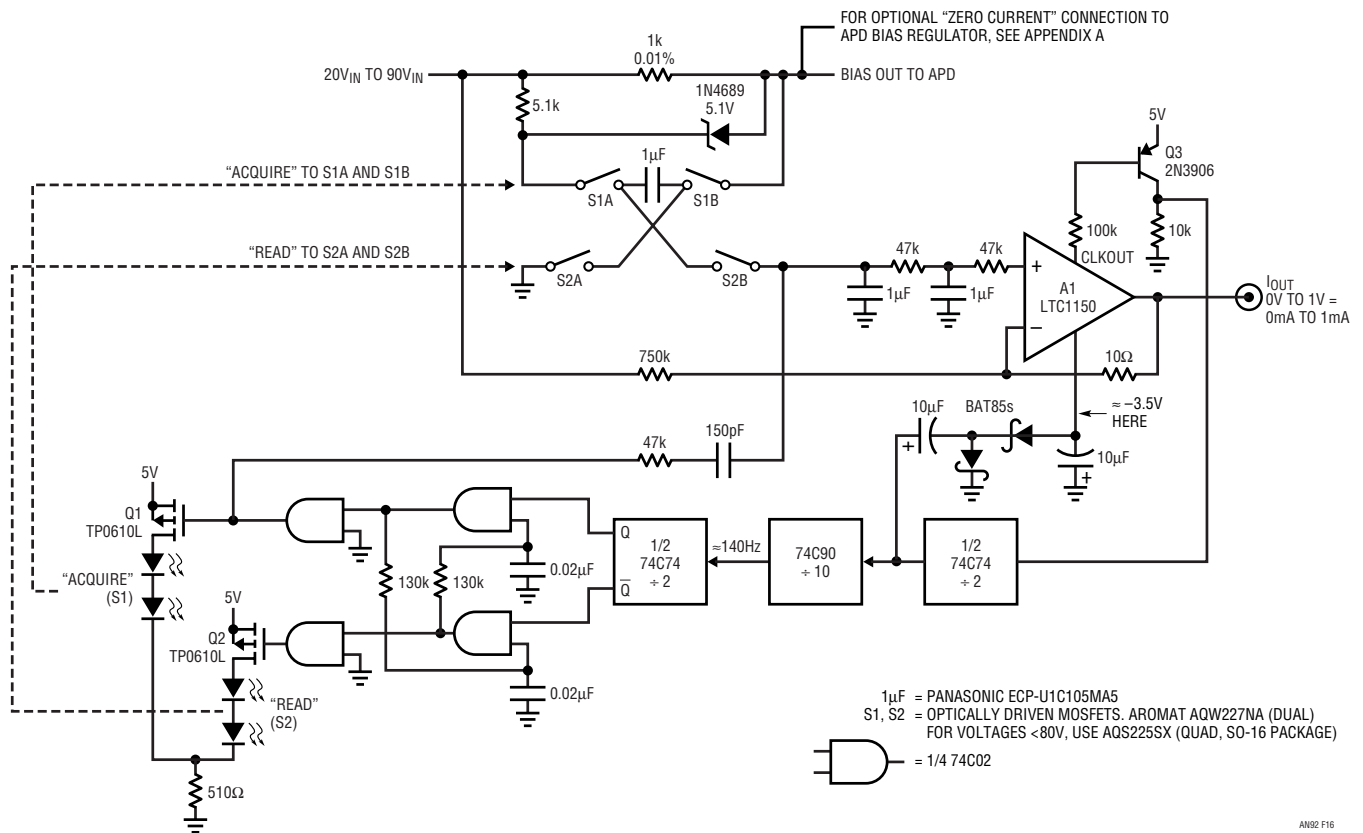 FOR OPTIONAL “ZERO CURRENT” CONNECTION TO
APD BIAS REGULATOR, SEE APPENDIX A
1k
0.01%
20VIN TO 90VIN
BIAS OUT TO APD
1N4689
5.1V
5.1k
5V
Q3
2N3906
1µF
“ACQUIRE” TO S1A AND S1B
S1A
S1B
100k
10k
“READ” TO S2A AND S2B
47k
47k
CLKOUT
+
S2A
S2B
A1
LTC1150
1µF
1µF
IOUT
0V TO 1V =
0mA TO 1mA
–
750k
10Ω
10µF
BAT85s
≈ –3.5V
HERE
+
10µF
+
47k
150pF
5V
Q1
TP0610L
Q
1/2
74C74
÷ 2
≈140Hz
74C90
÷ 10
1/2
74C74
÷ 2
0.02µF
130k
130k
Q
“ACQUIRE”
(S1)
5V
Q2
TP0610L
0.02µF
“READ”
(S2)
1µF = PANASONIC ECP-U1C105MA5
S1, S2 = OPTICALLY DRIVEN MOSFETS. AROMAT AQW227NA (DUAL)
FOR VOLTAGES <80V, USE AQS225SX (QUAD, SO-16 PACKAGE)
= 1/4 74C02
510Ω
AN92 F16